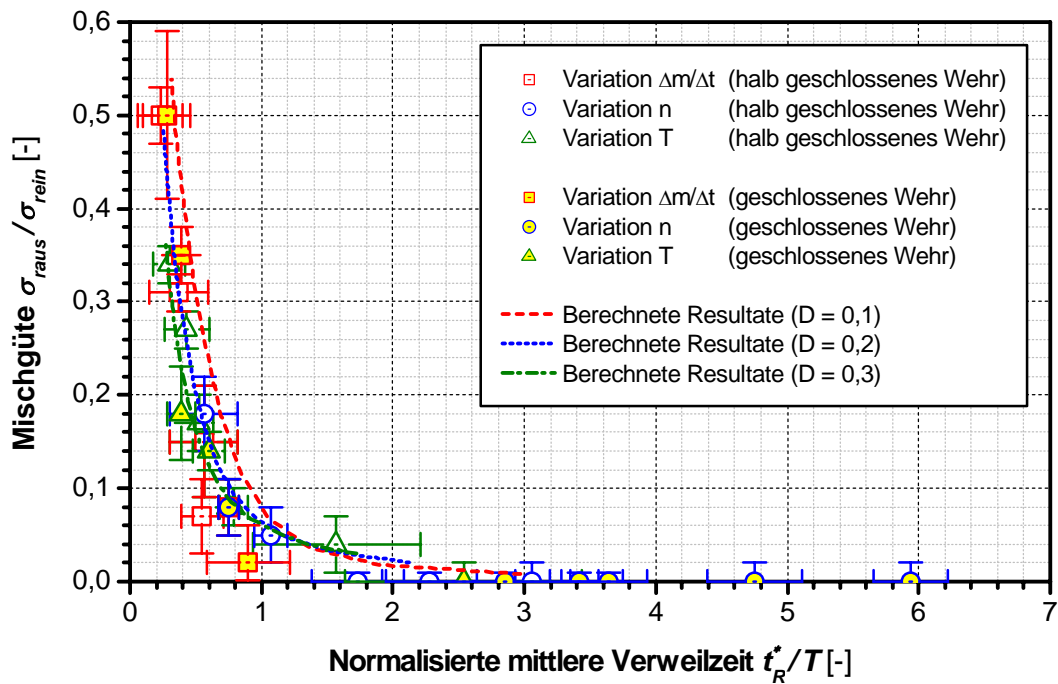 0,6
0,5
0,4
0,3
0,2
0,1
0,0
Mischgüte σraus/σrein [-]
Variation Δm/Δt (halb geschlossenes Wehr)
Variation n (halb geschlossenes Wehr)
Variation T (halb geschlossenes Wehr)
Variation Δm/Δt (geschlossenes Wehr)
Variation n (geschlossenes Wehr)
Variation T (geschlossenes Wehr)
Berechnete Resultate (D = 0,1)
Berechnete Resultate (D = 0,2)
Berechnete Resultate (D = 0,3)
0 1 2 3 4 5 6 7
Normalisierte mittlere Verweilzeit t*R/T [-]